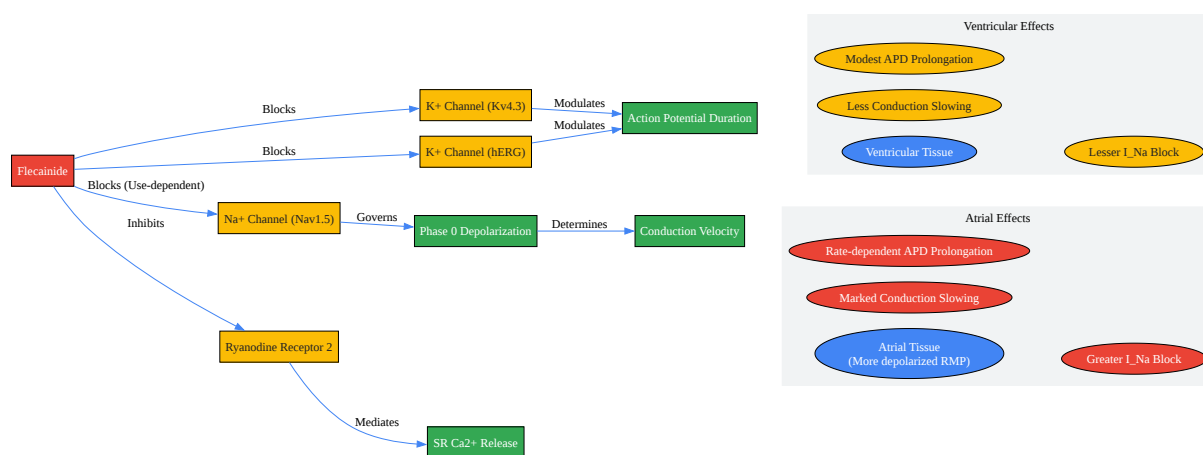 Ventricular Effects
Modest APD Prolongation
Less Conduction Slowing
Ventricular Tissue
Lesser I_Na Block
Blocks
K+ Channel (Kv4.3)
Modulates
Action Potential Duration
Blocks
K+ Channel (hERG)
Modulates
Flecainide
Blocks (Use-dependent)
Na+ Channel (Nav1.5)
Governs
Phase 0 Depolarization
Determines
Conduction Velocity
Inhibits
Ryanodine Receptor 2
Mediates
SR Ca2+ Release
Atrial Effects
Rate-dependent APD Prolongation
Marked Conduction Slowing
Atrial Tissue
(More depolarized RMP)
Greater I_Na Block